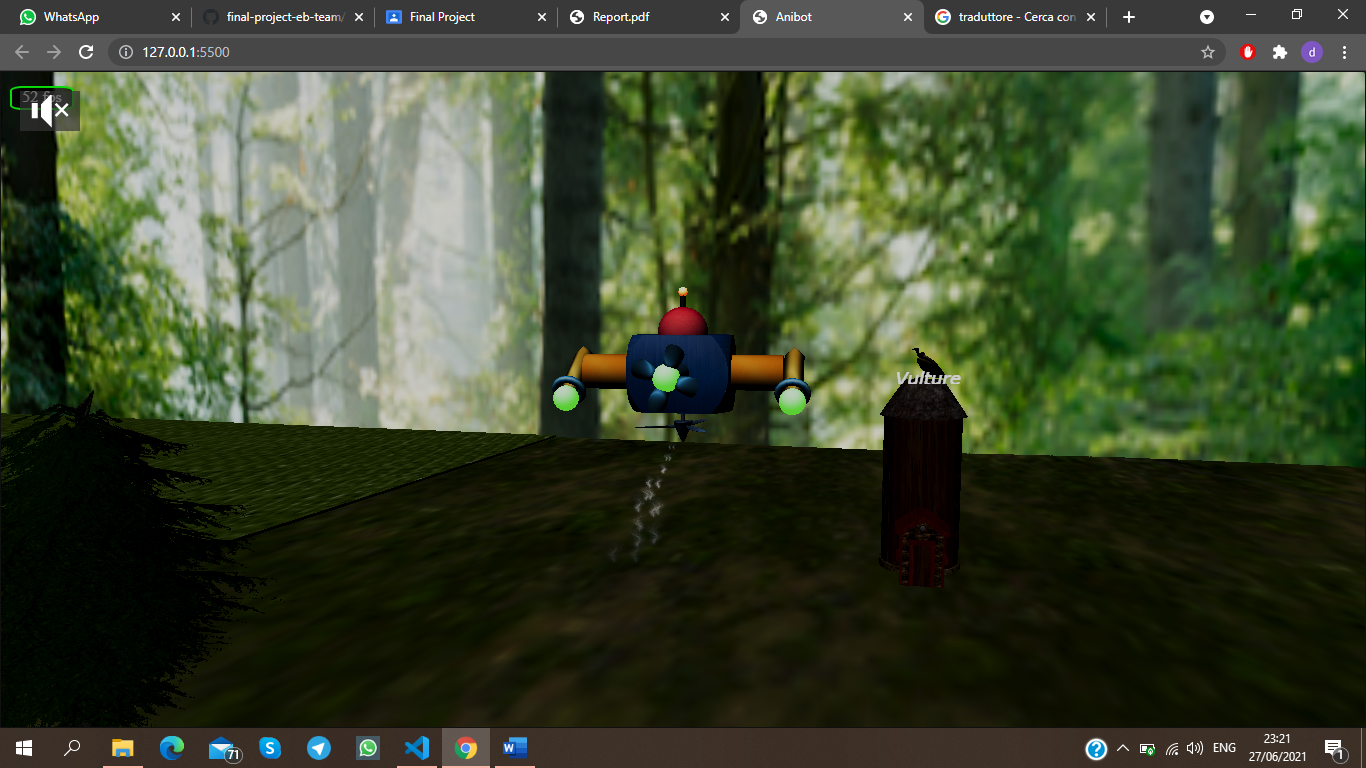 WhatsApp
final-project-eb-team/
Final Project
Report.pdf
Anibot
traduttore - Cerca con
127.0.0.1:5500
d
52 fps
Vulture
71
ENG
23:21
27/06/2021
1